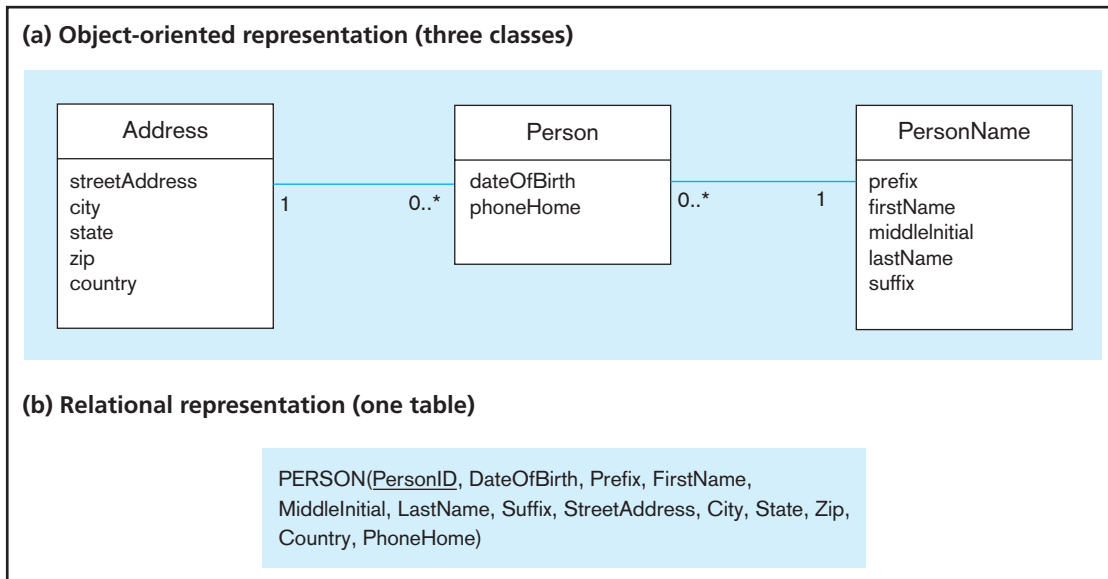 (a) Object-oriented representation (three classes)
Address
streetAddress
city
state
zip
country
1
0..*
Person
dateOfBirth
phoneHome
0..*
1
PersonName
prefix
firstName
middleInitial
lastName
suffix
(b) Relational representation (one table)
PERSON(PersonID, DateOfBirth, Prefix, FirstName,
MiddleInitial, LastName, Suffix, StreetAddress, City, State, Zip,
Country, PhoneHome)